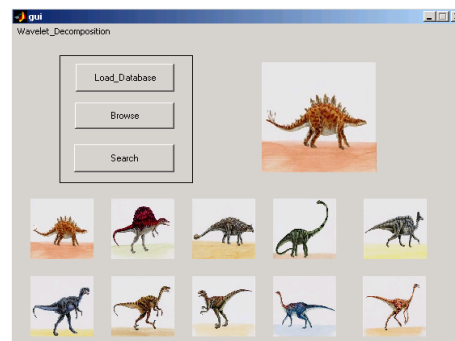 gui
Wavelet_Decomposition
Load_Database
Browse
Search